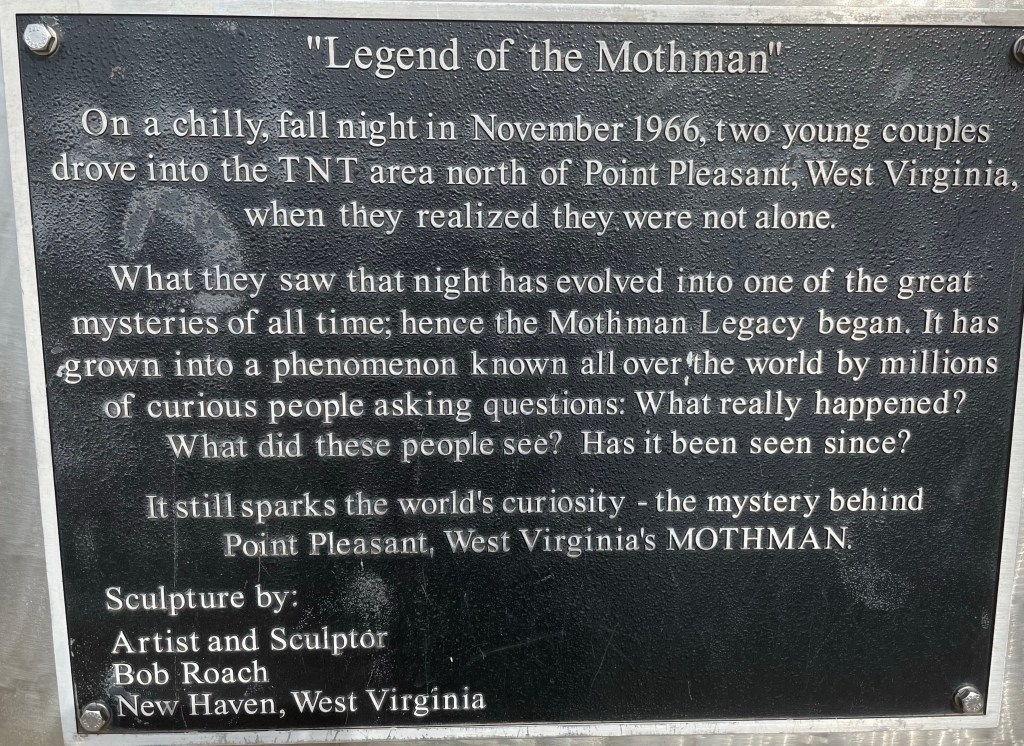 "Legend of the Mothman"
On a chilly, fall night in November 1966, two young couples
drove into the TNT area north of Point Pleasant, West Virginia,
when they realized they were not alone.
What they saw that night has evolved into one of the great
mysteries of all time; hence the Mothman Legacy began. It has
grown into a phenomenon known all over the world by millions
of curious people asking questions: What really happened?
What did these people see? Has it been seen since?
It still sparks the world's curiosity - the mystery behind
Point Pleasant, West Virginia's MOTHMAN.
Sculpture by:
Artist and Sculptor
Bob Roach
New Haven, West Virginia